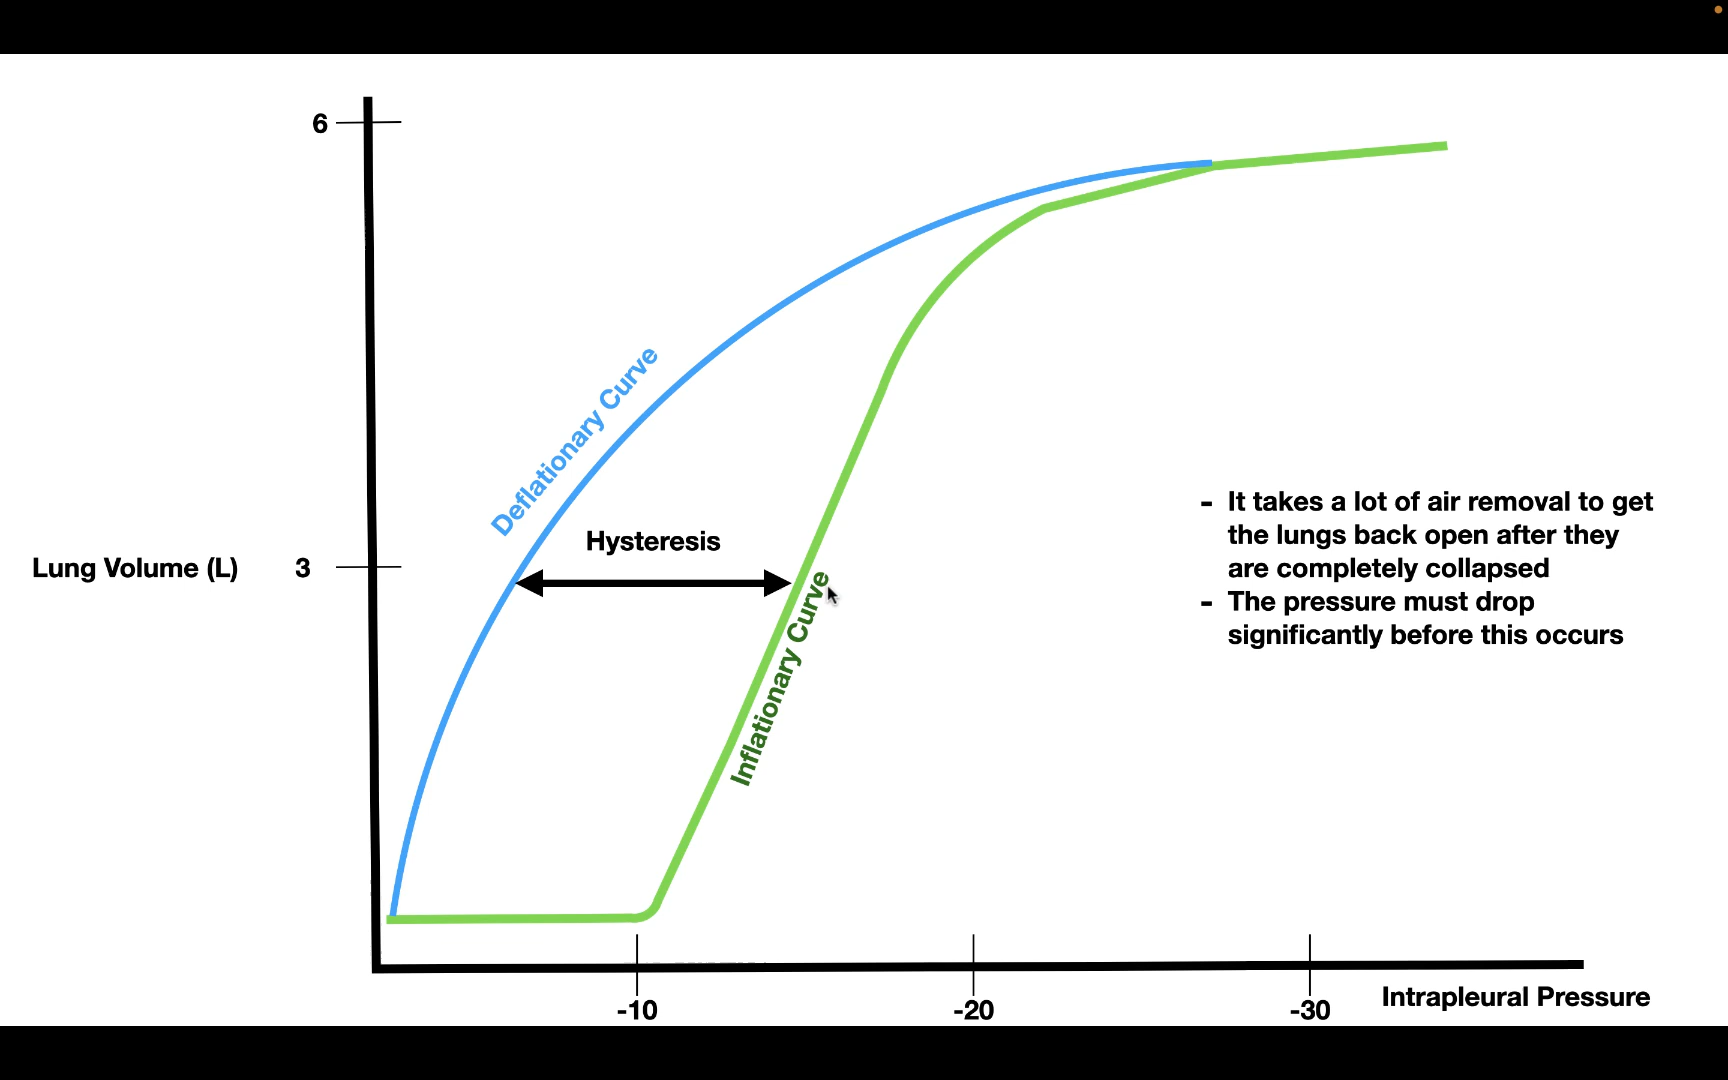 6
Deflationary Curve
Hysteresis
Lung Volume (L)
3
Inflationary Curve
- It takes a lot of air removal to get
the lungs back open after they
are completely collapsed
- The pressure must drop
significantly before this occurs
-10
-20
-30
Intrapleural Pressure